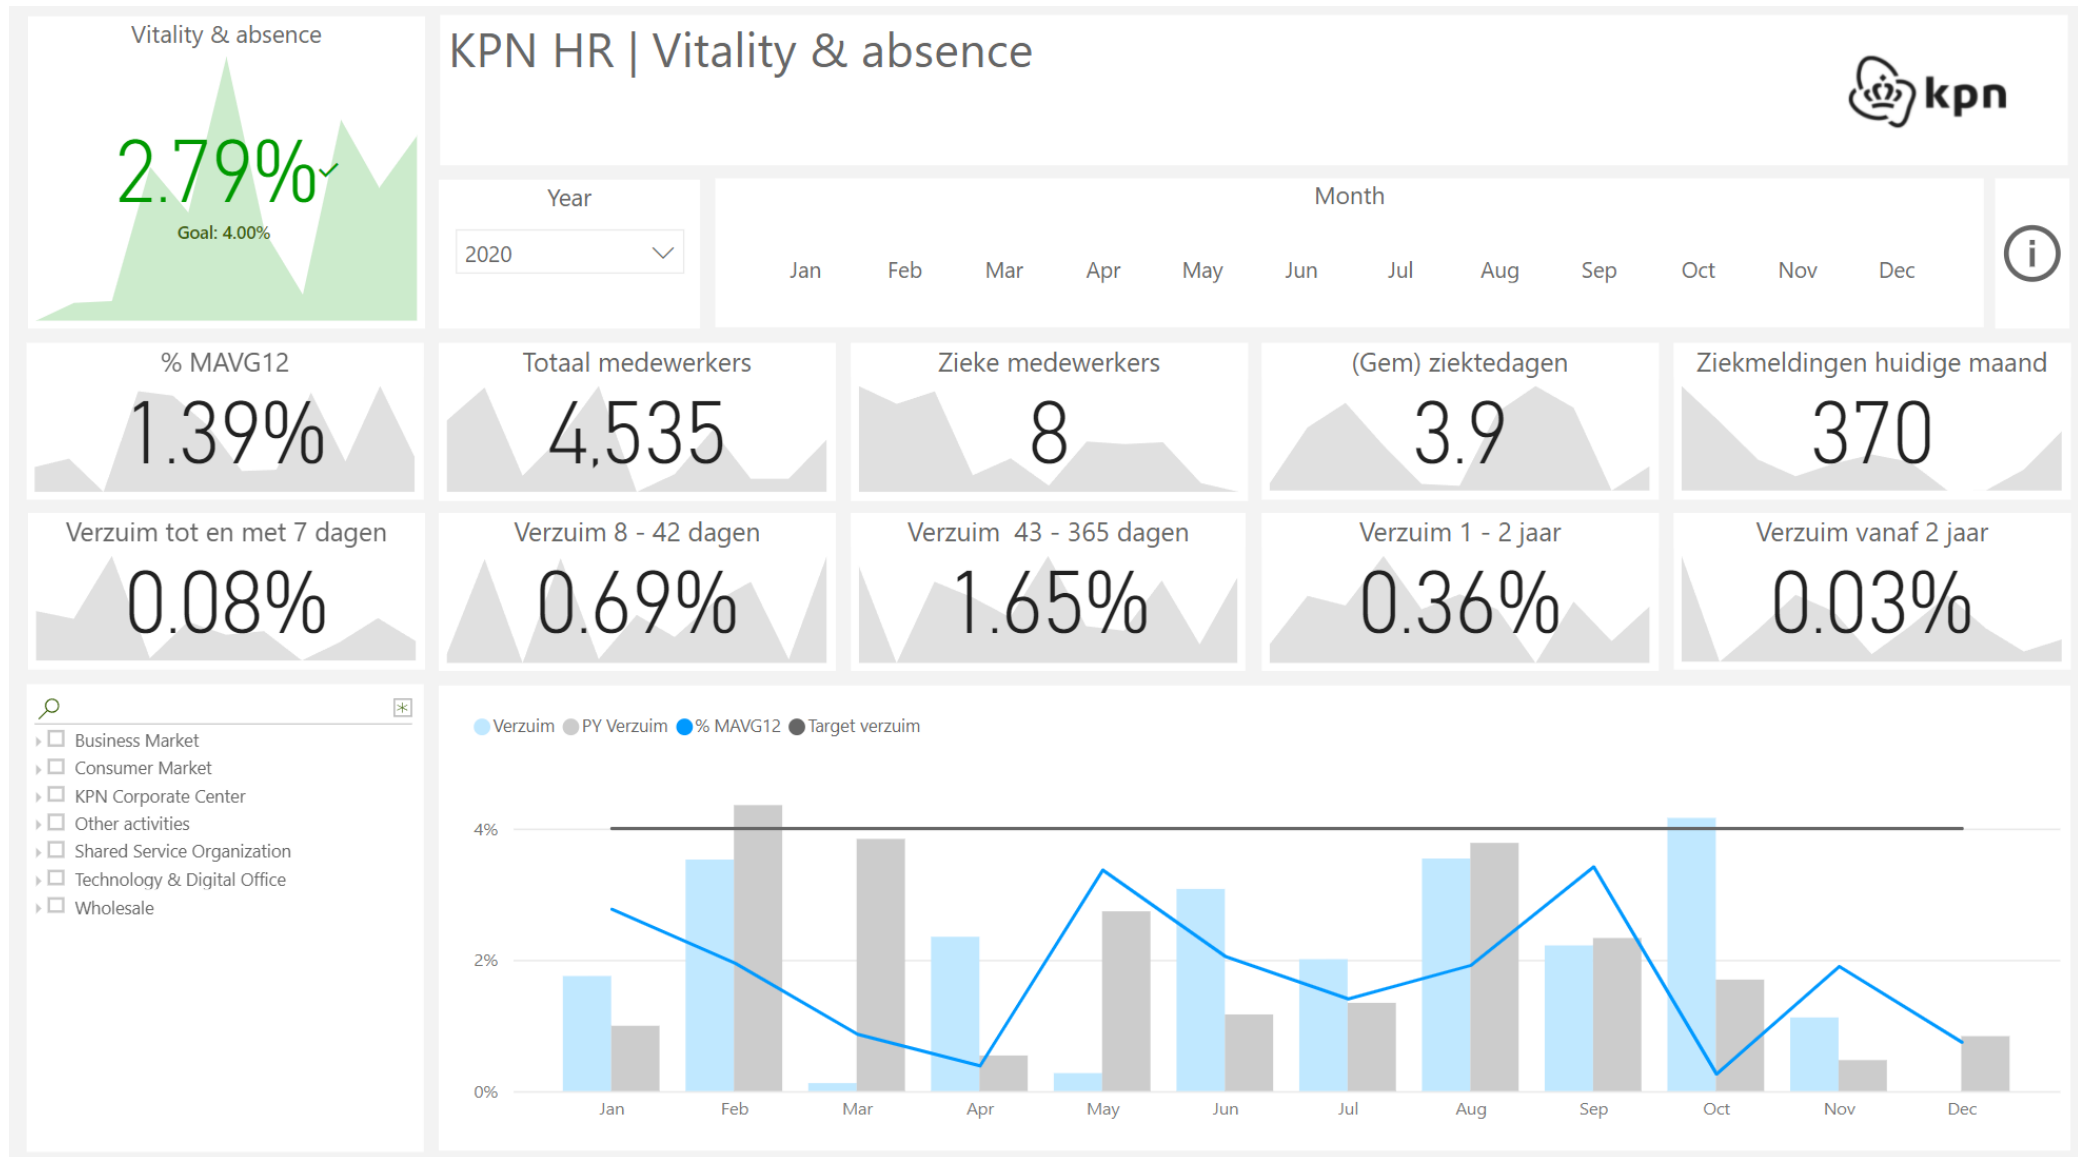 Vitality & absence
2.79%
Goal: 4.00%
KPN HR | Vitality & absence
kpn
Year
2020
Month
Jan Feb Mar Apr May Jun Jul Aug Sep Oct Nov Dec
i
% MAVG12
1.39%
Totaal medewerkers
4,535
Zieke medewerkers
8
(Gem) ziektedagen
3.9
Ziekmeldingen huidige maand
370
Verzuim tot en met 7 dagen
0.08%
Verzuim 8 - 42 dagen
0.69%
Verzuim 43 - 365 dagen
1.65%
Verzuim 1 - 2 jaar
0.36%
Verzuim vanaf 2 jaar
0.03%
Business Market
Consumer Market
KPN Corporate Center
Other activities
Shared Service Organization
Technology & Digital Office
Wholesale
Verzuim PY Verzuim % MAVG12 Target verzuim
4%
2%
0%
Jan Feb Mar Apr May Jun Jul Aug Sep Oct Nov Dec